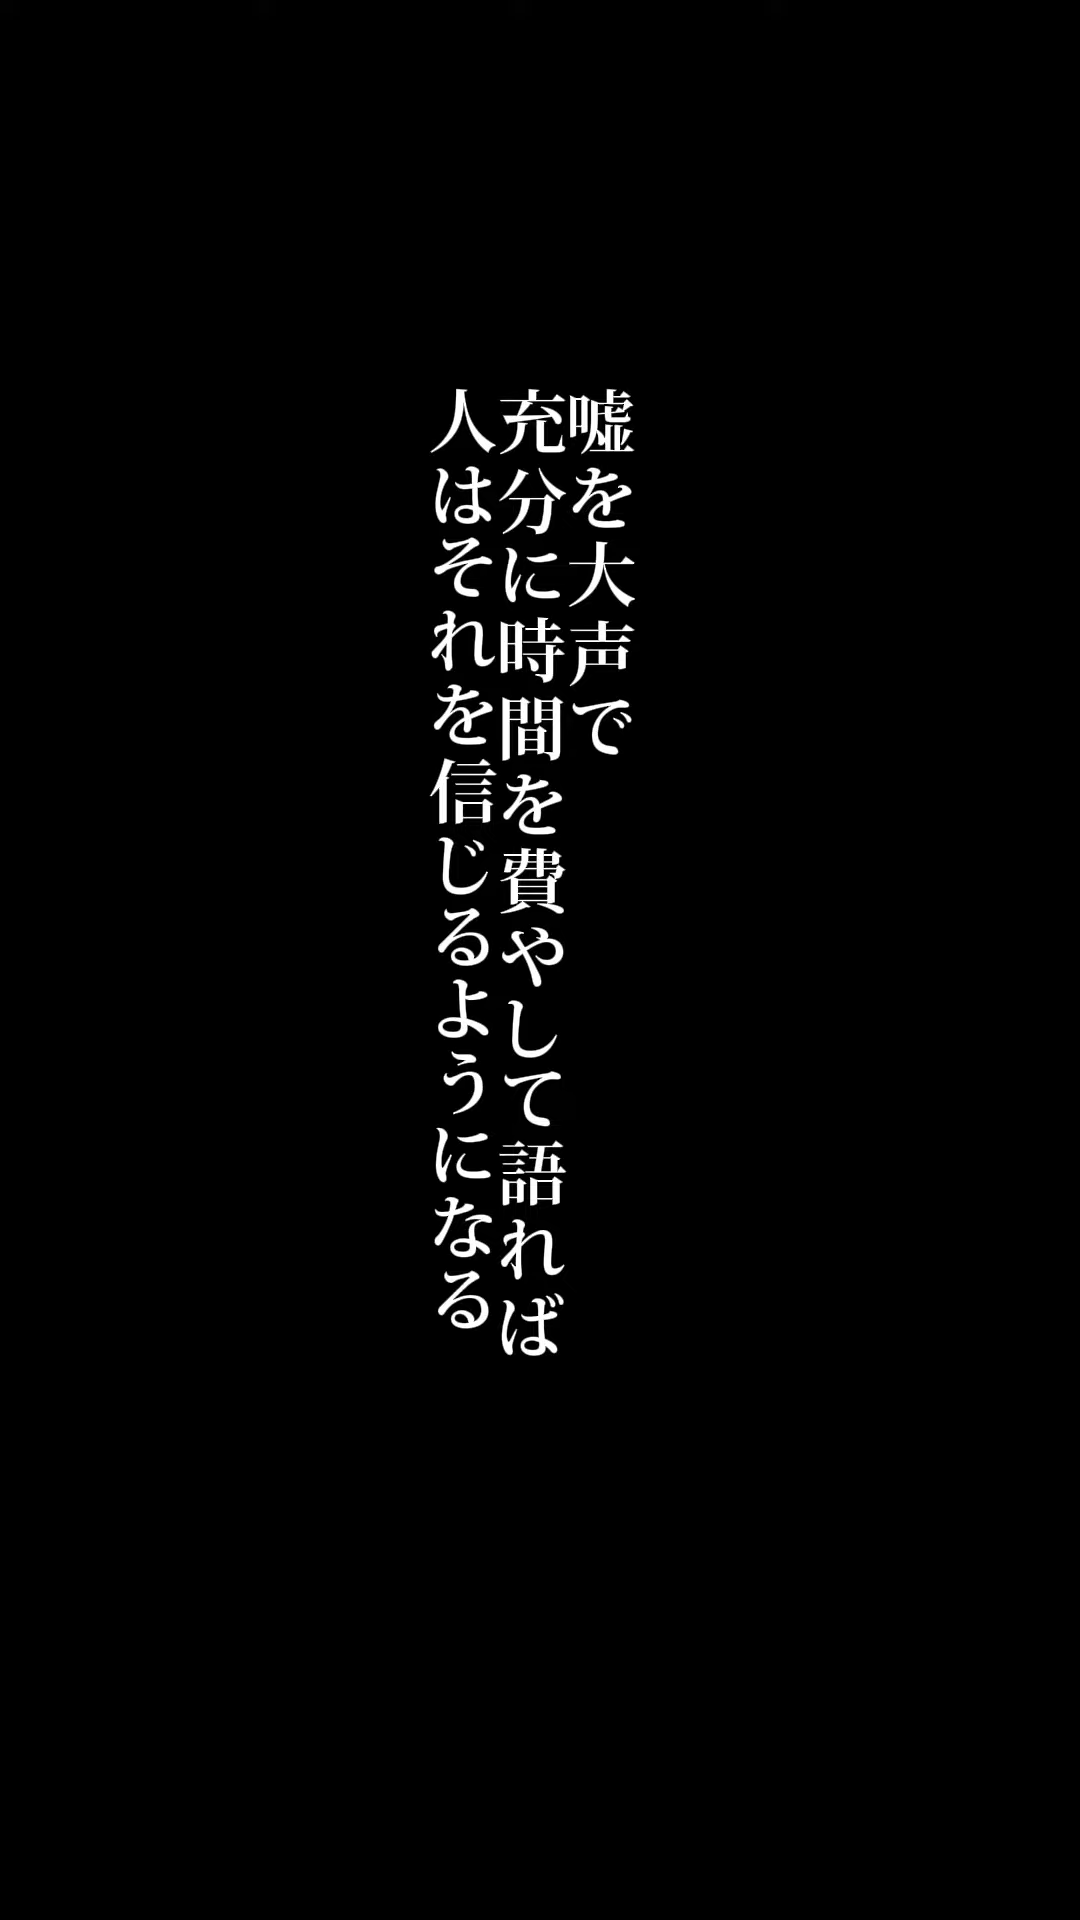 嘘を大声で
充分に時間を費やして語れば
人はそれを信じるようになる